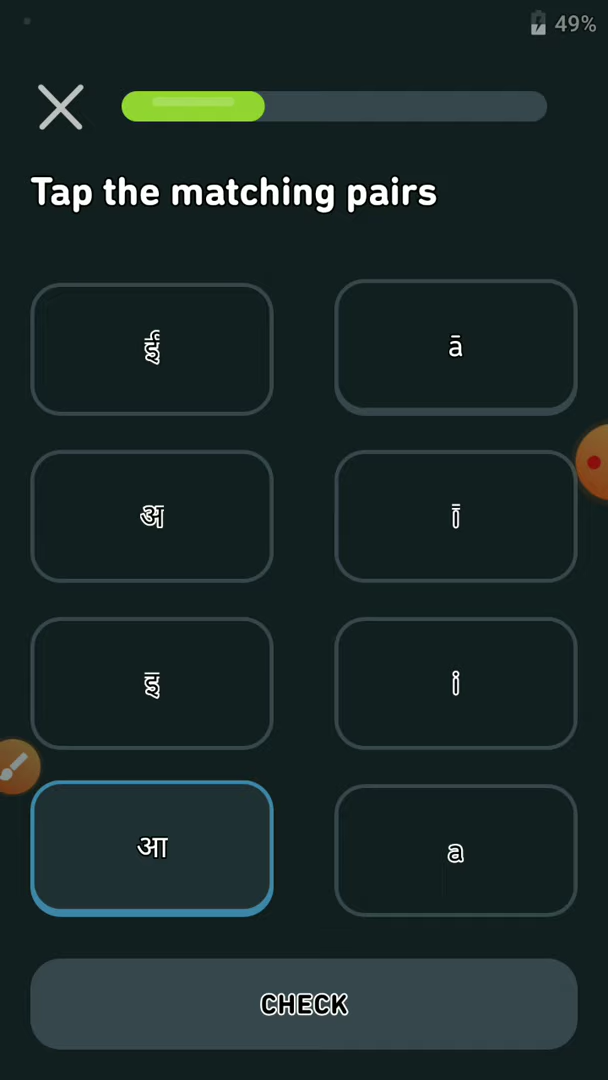 49%
Tap the matching pairs
ई ā
अ ī
इ i
आ a
CHECK